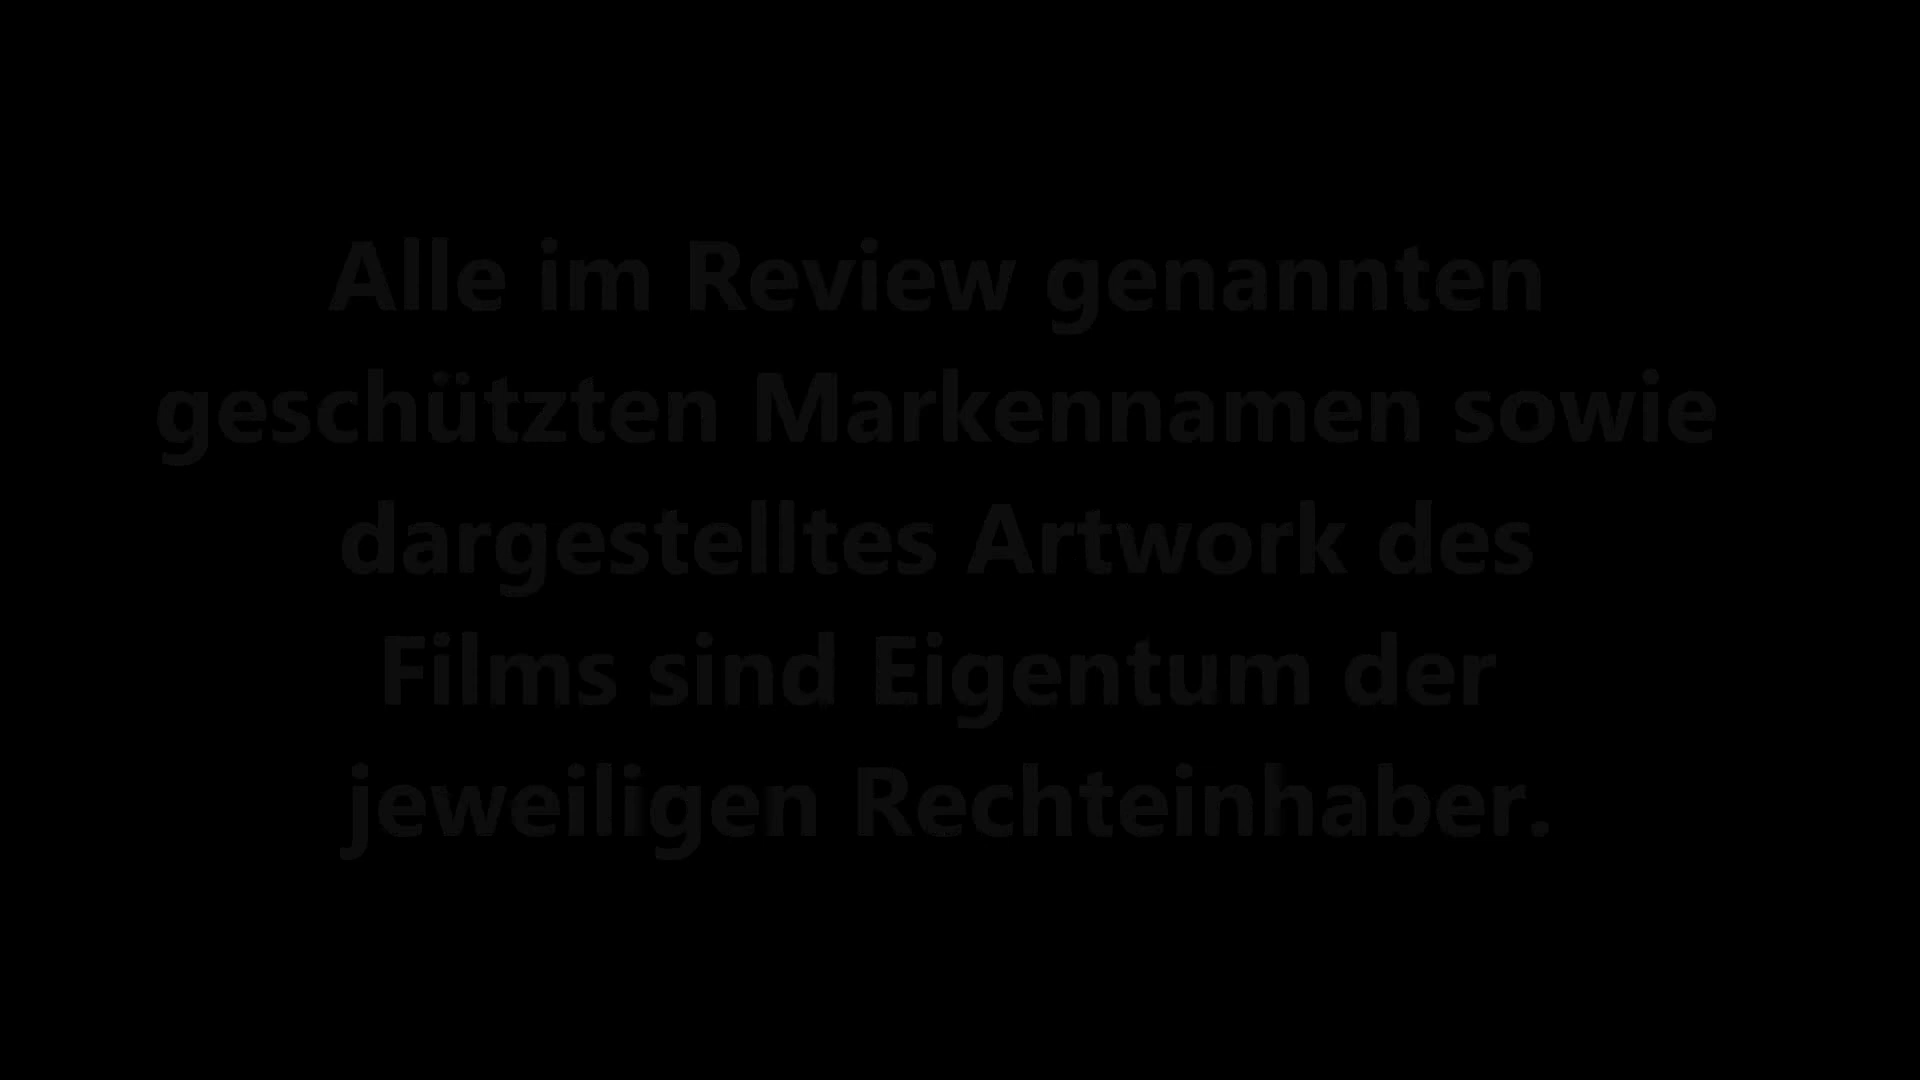 Alle im Review genannten
geschützten Markennamen sowie
dargestelltes Artwork des
Films sind Eigentum der
jeweiligen Rechteinhaber.